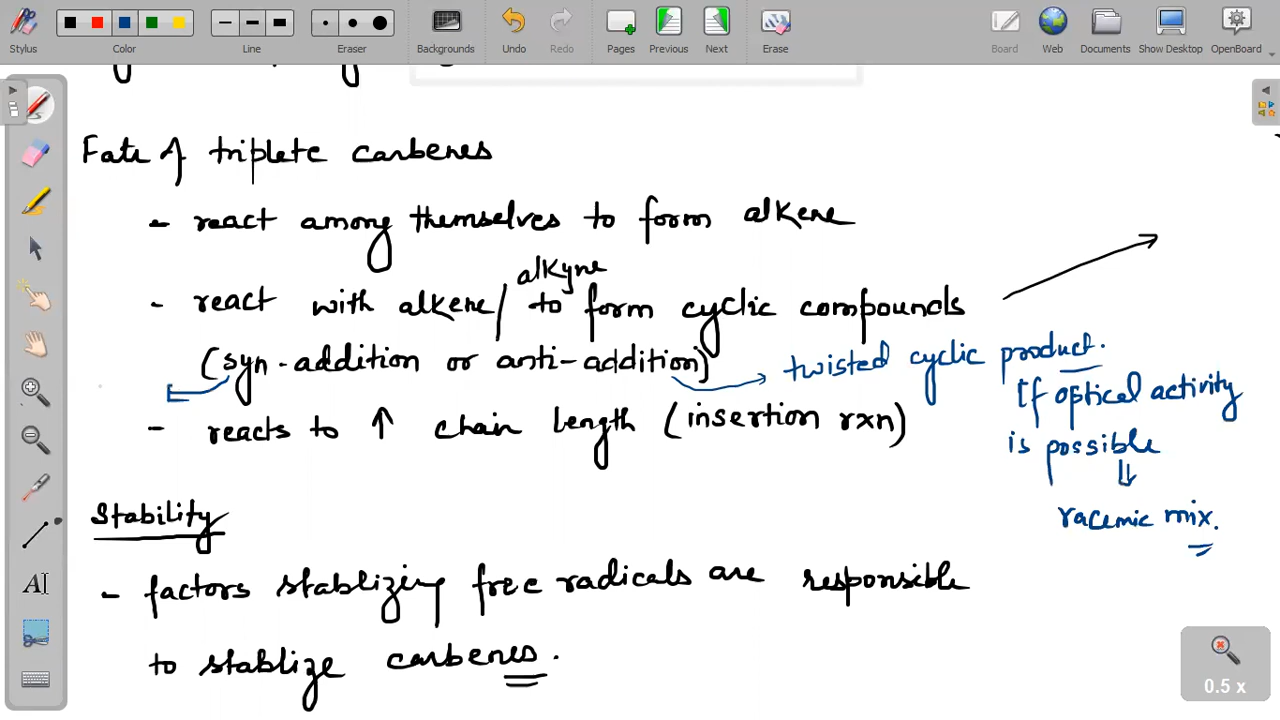 Stylus
Color
Line
Eraser
Backgrounds
Undo
Redo
Pages
Previous
Next
Erase
Board
Web
Documents
Show Desktop
OpenBoard
Fate of triplete carbenes
- react among themselves to form alkene
alkyne
- react with alkene/ to form cyclic compounds
(syn-addition or anti-addition)
twisted cyclic product.
If optical activity
is possible
⇓
racemic mix.
- reacts to ↑ chain length (insertion rxn)
Stability
- factors stablizing free radicals are responsible
to stablize carbenes.
0.5 x